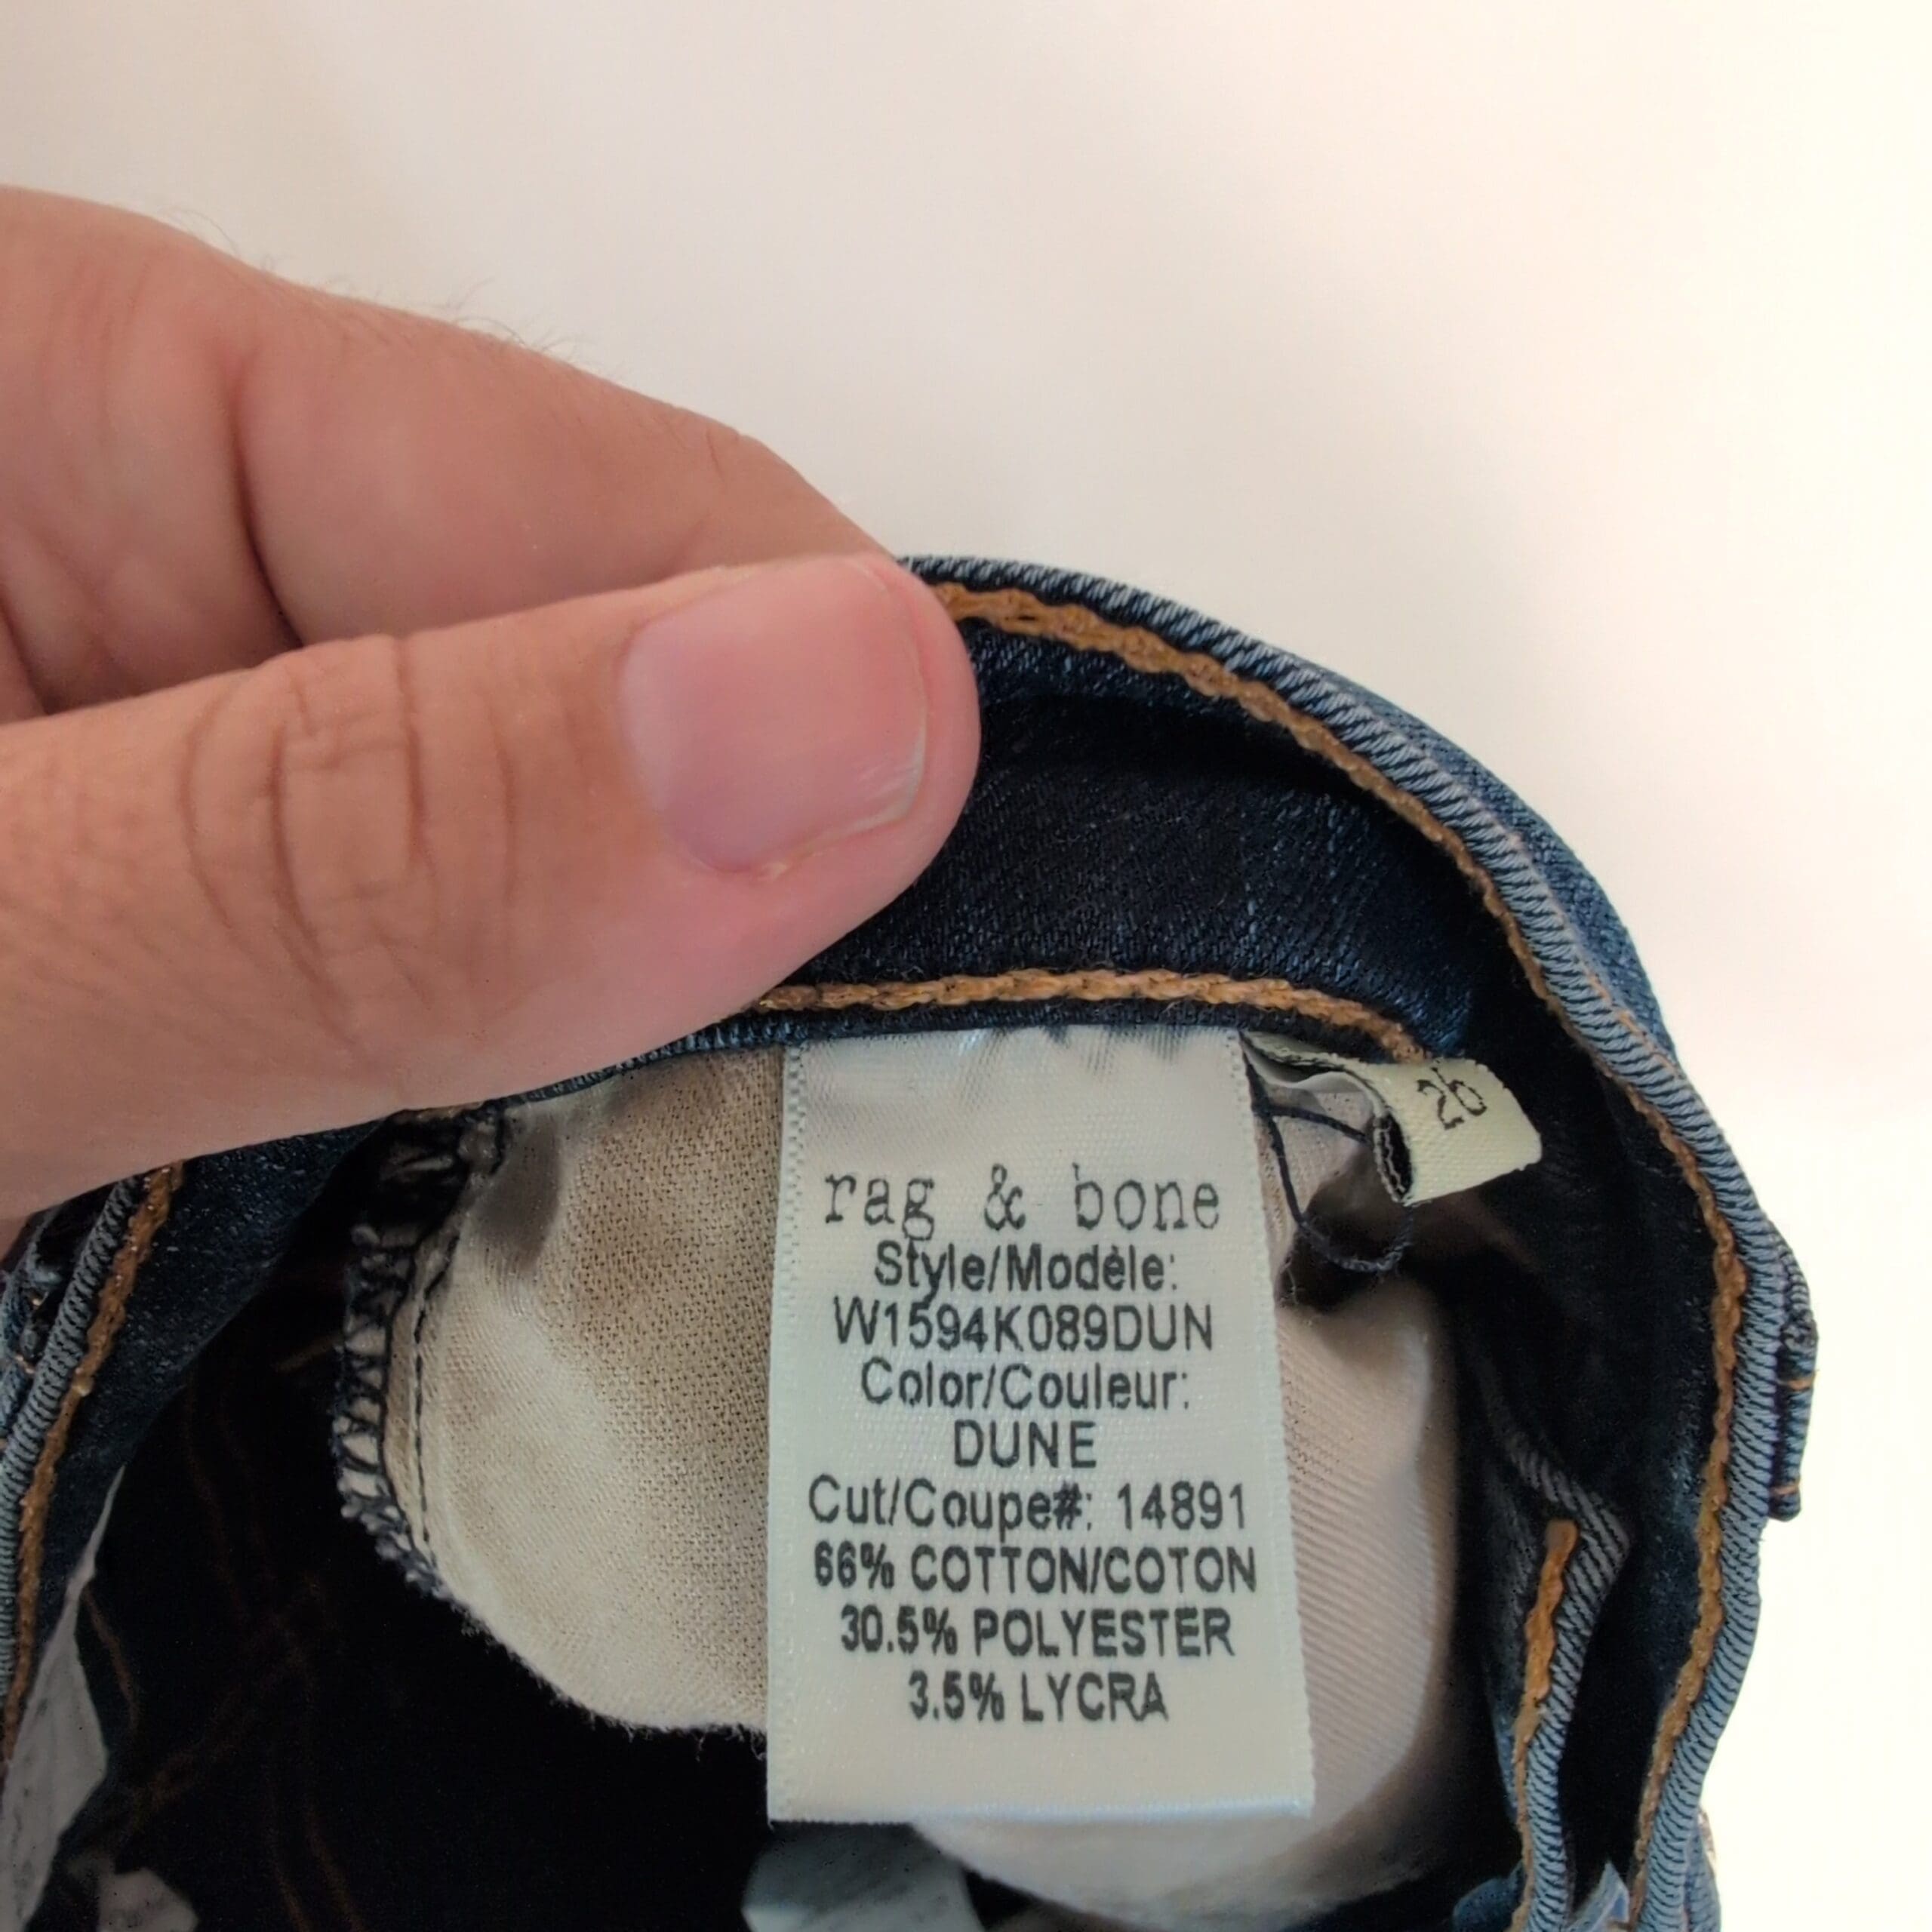 26
rag & bone
Style/Modèle:
W1594K089DUN
Color/Couleur:
DUNE
Cut/Coupe#: 14891
66% COTTON/COTON
30.5% POLYESTER
3.5% LYCRA